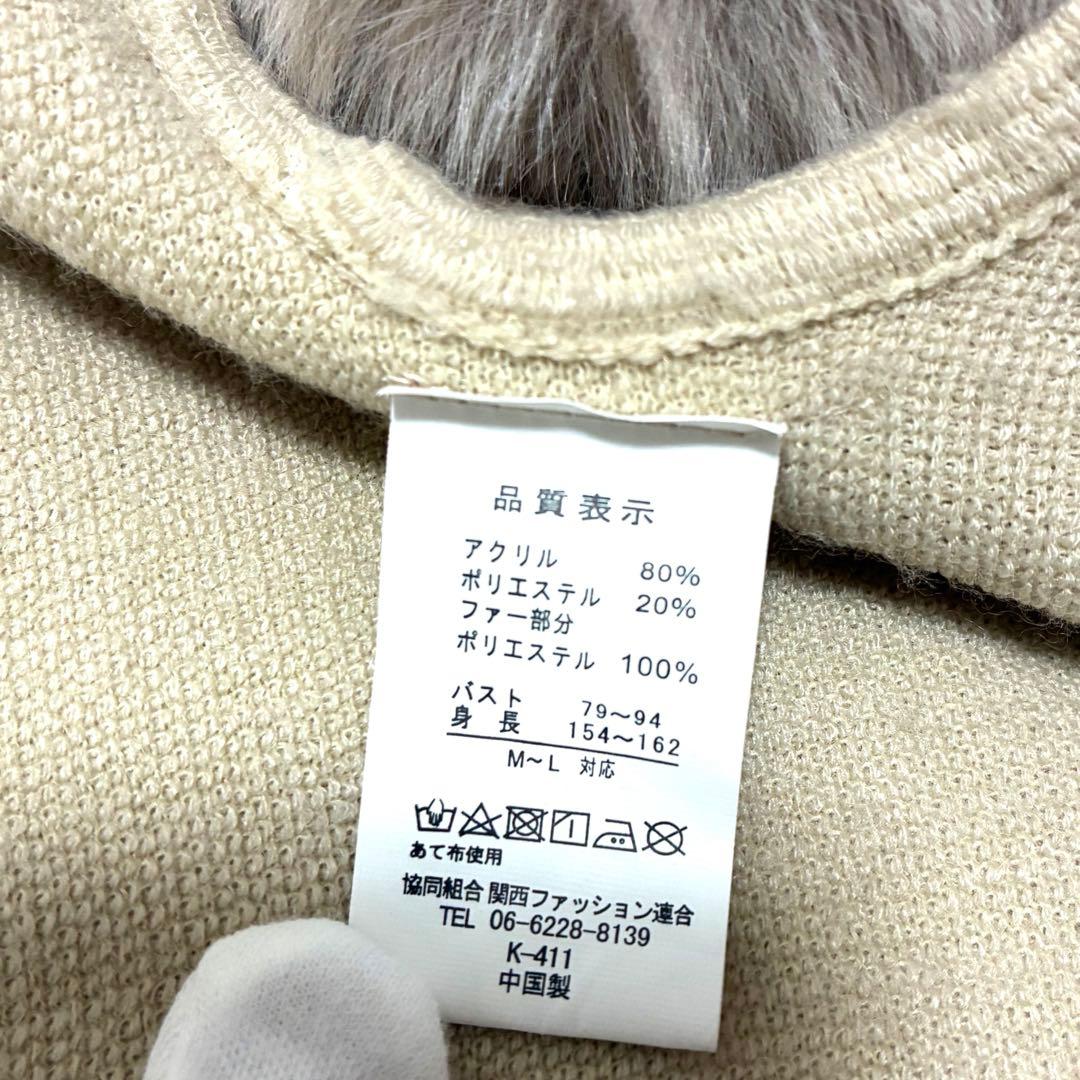 品質表示
アクリル 80%
ポリエステル 20%
ファー部分
ポリエステル 100%
バスト 79〜94
身長 154〜162
M〜L 対応
あて布使用
協同組合 関西ファッション連合
TEL 06-6228-8139
K-411
中国製